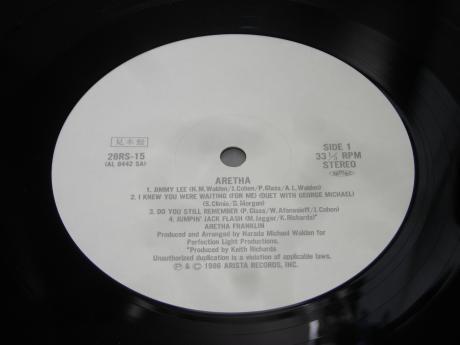 見本盤
28RS-15
(AL 8442 SA)
SIDE 1
33 1/3 RPM
STEREO
ARETHA
1. JIMMY LEE (N.M.Walden/J.Cohen/P.Glass/A.L.Walden)
2. I KNEW YOU WERE WAITING (FOR ME) (DUET WITH GEORGE MICHAEL)
(S.Climie/D.Morgan)
3. DO YOU STILL REMEMBER (P.Glass/W.Afanasieff/J.Cohen)
4. JUMPIN' JACK FLASH (M.Jagger/K.Richards)*
ARETHA FRANKLIN
Produced and Arranged by Narada Michael Walden for
Perfection Light Productions.
*Produced by Keith Richards
Unauthorized duplication is a violation of applicable laws.
℗ & © 1986 ARISTA RECORDS, INC.